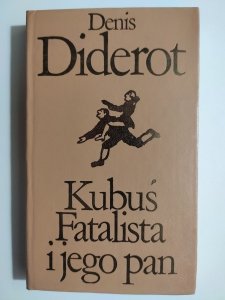 Denis
Diderot
Kubuś
Fatalista
i jego pan